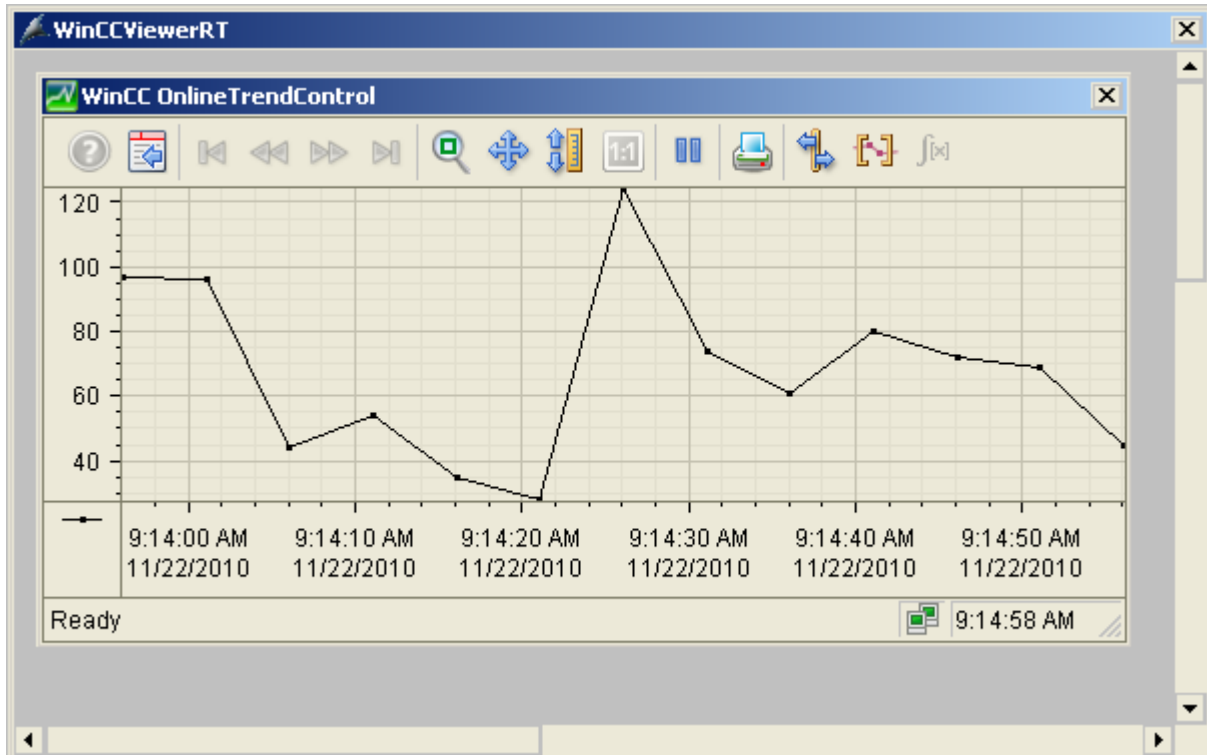 WinCCViewerRT
WinCC OnlineTrendControl
1:1
∫[x]
120
100
80
60
40
9:14:00 AM 9:14:10 AM 9:14:20 AM 9:14:30 AM 9:14:40 AM 9:14:50 AM
11/22/2010 11/22/2010 11/22/2010 11/22/2010 11/22/2010 11/22/2010
Ready 9:14:58 AM